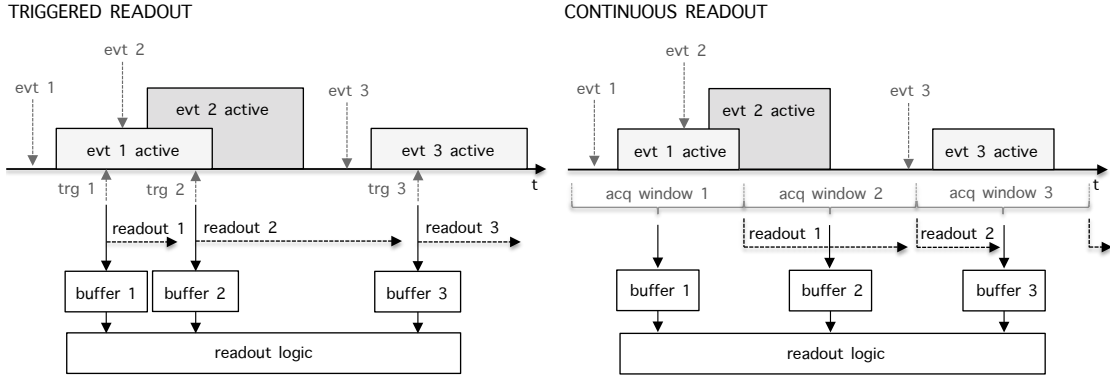 TRIGGERED READOUT
evt 1
evt 2
evt 3
evt 2 active
evt 1 active
evt 3 active
t
trg 1
trg 2
trg 3
readout 1
readout 2
readout 3
buffer 1
buffer 2
buffer 3
readout logic
CONTINUOUS READOUT
evt 1
evt 2
evt 3
evt 2 active
evt 1 active
evt 3 active
t
acq window 1
acq window 2
acq window 3
readout 1
readout 2
buffer 1
buffer 2
buffer 3
readout logic